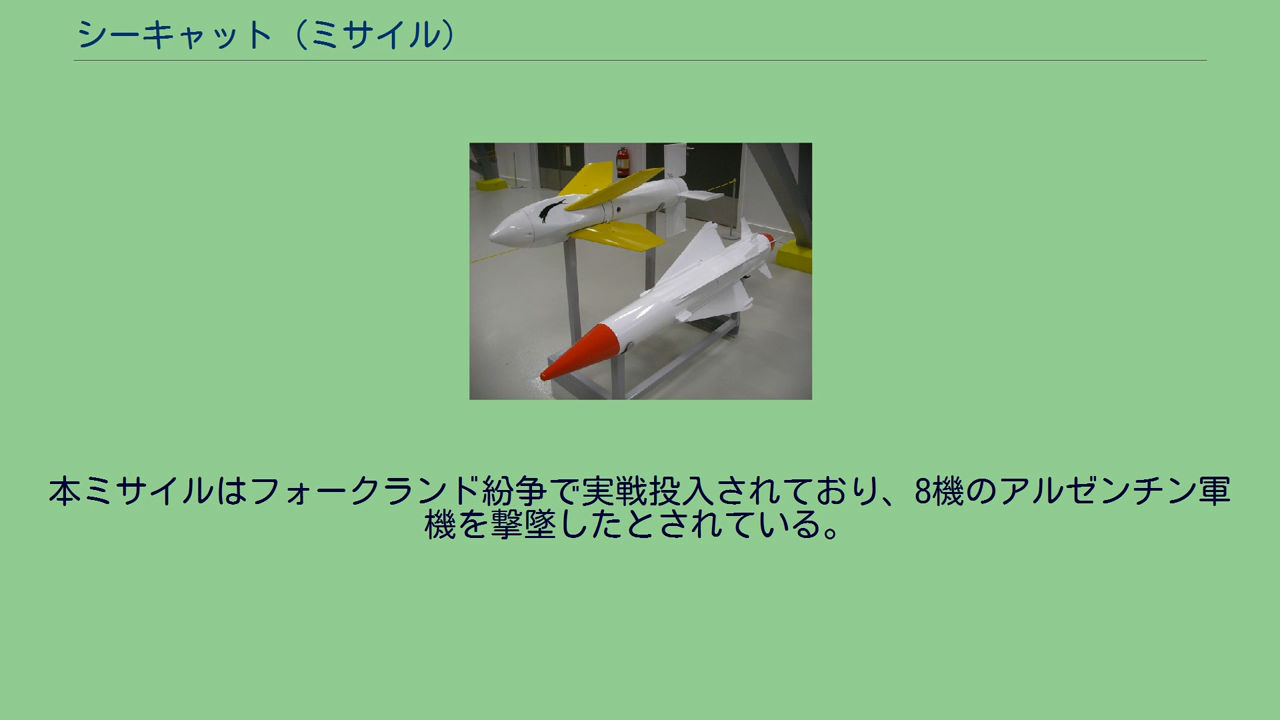 シーキャット（ミサイル）
本ミサイルはフォークランド紛争で実戦投入されており、8機のアルゼンチン軍
機を撃墜したとされている。